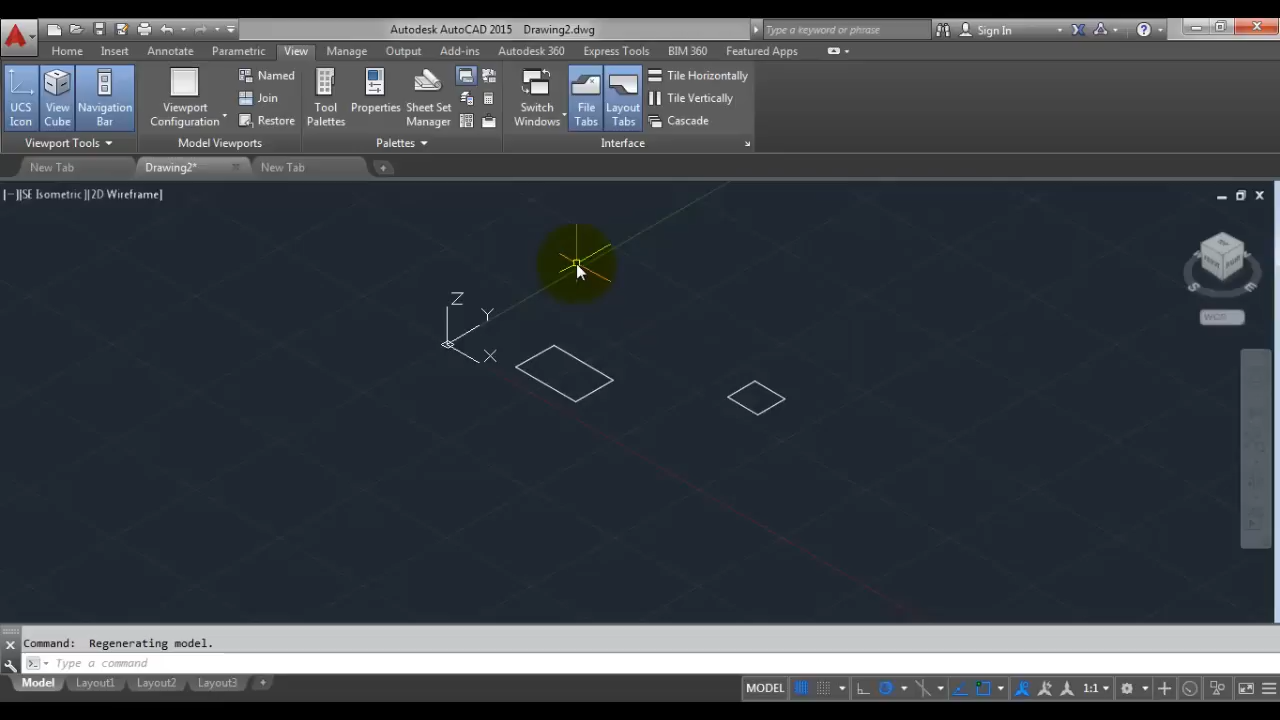 Autodesk AutoCAD 2015 Drawing2.dwg
Type a keyword or phrase
Sign In
Home Insert Annotate Parametric View Manage Output Add-ins Autodesk 360 Express Tools BIM 360 Featured Apps
UCS Icon
View Cube
Navigation Bar
Viewport Configuration
Named
Join
Restore
Tool Palettes
Properties
Sheet Set Manager
Switch Windows
File Tabs
Layout Tabs
Tile Horizontally
Tile Vertically
Cascade
Viewport Tools
Model Viewports
Palettes
Interface
New Tab
Drawing2*
New Tab
[−][SE Isometric][2D Wireframe]
Z
Y
X
S
E
WCS
Command: Regenerating model.
Type a command
Model Layout1 Layout2 Layout3
MODEL
1:1